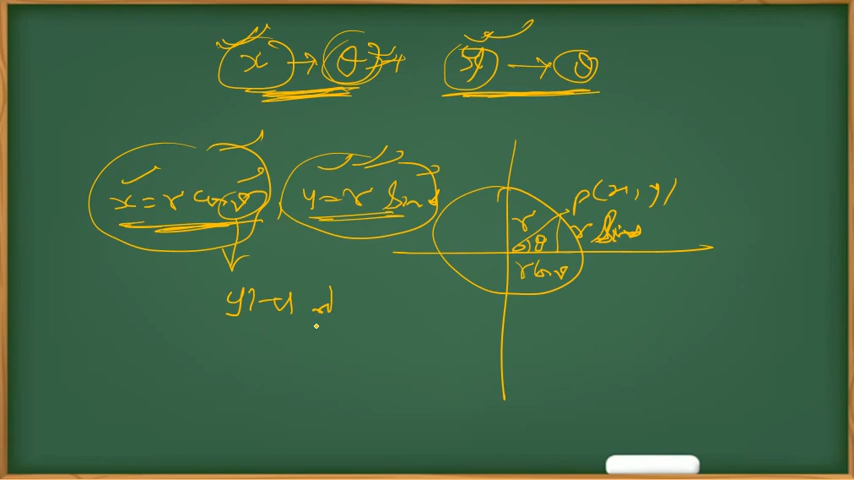 x → θ
y → θ
x = r cosθ, y = r sinθ
P(x, y)
r
r sinθ
θ
r cosθ